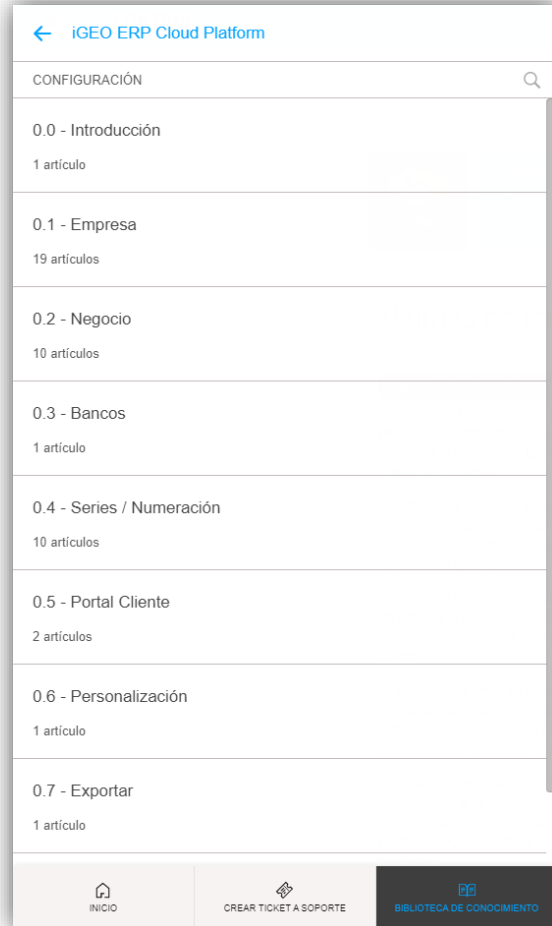 iGEO ERP Cloud Platform
CONFIGURACIÓN
0.0 - Introducción
1 artículo
0.1 - Empresa
19 artículos
0.2 - Negocio
10 artículos
0.3 - Bancos
1 artículo
0.4 - Series / Numeración
10 artículos
0.5 - Portal Cliente
2 artículos
0.6 - Personalización
1 artículo
0.7 - Exportar
1 artículo
INICIO
CREAR TICKET A SOPORTE
BIBLIOTECA DE CONOCIMIENTO